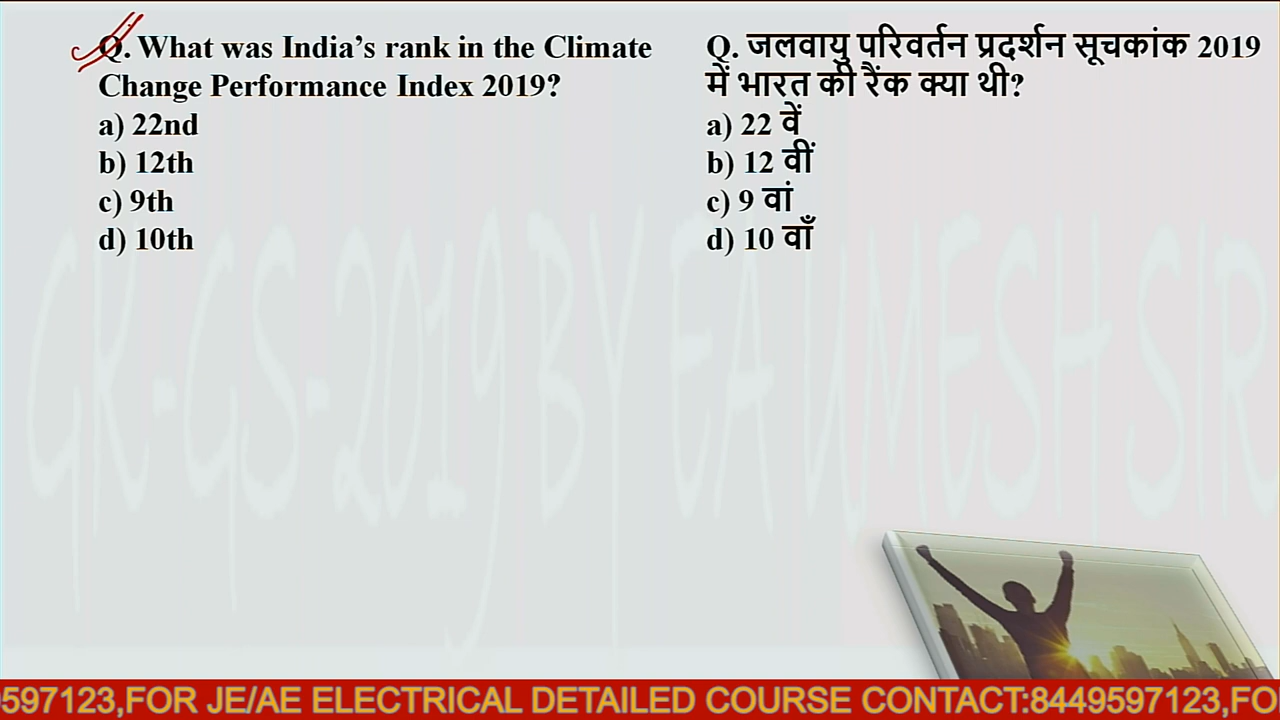 Q. What was India’s rank in the Climate
Change Performance Index 2019?
a) 22nd
b) 12th
c) 9th
d) 10th
Q. जलवायु परिवर्तन प्रदर्शन सूचकांक 2019
में भारत की रैंक क्या थी?
a) 22 वें
b) 12 वीं
c) 9 वां
d) 10 वाँ
GK-GS-2019 BY EA UMESH SIR
597123,FOR JE/AE ELECTRICAL DETAILED COURSE CONTACT:8449597123,FO